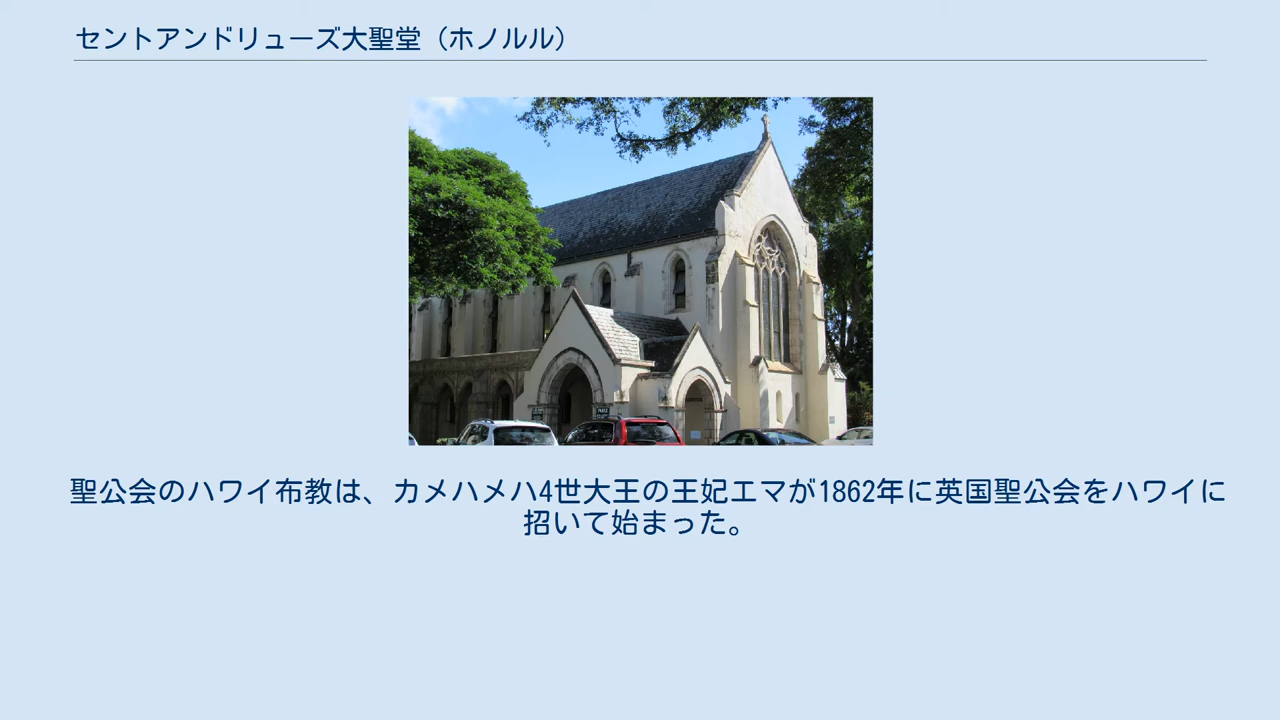 セントアンドリューズ大聖堂（ホノルル）
聖公会のハワイ布教は、カメハメハ4世大王の王妃エマが1862年に英国聖公会をハワイに
招いて始まった。